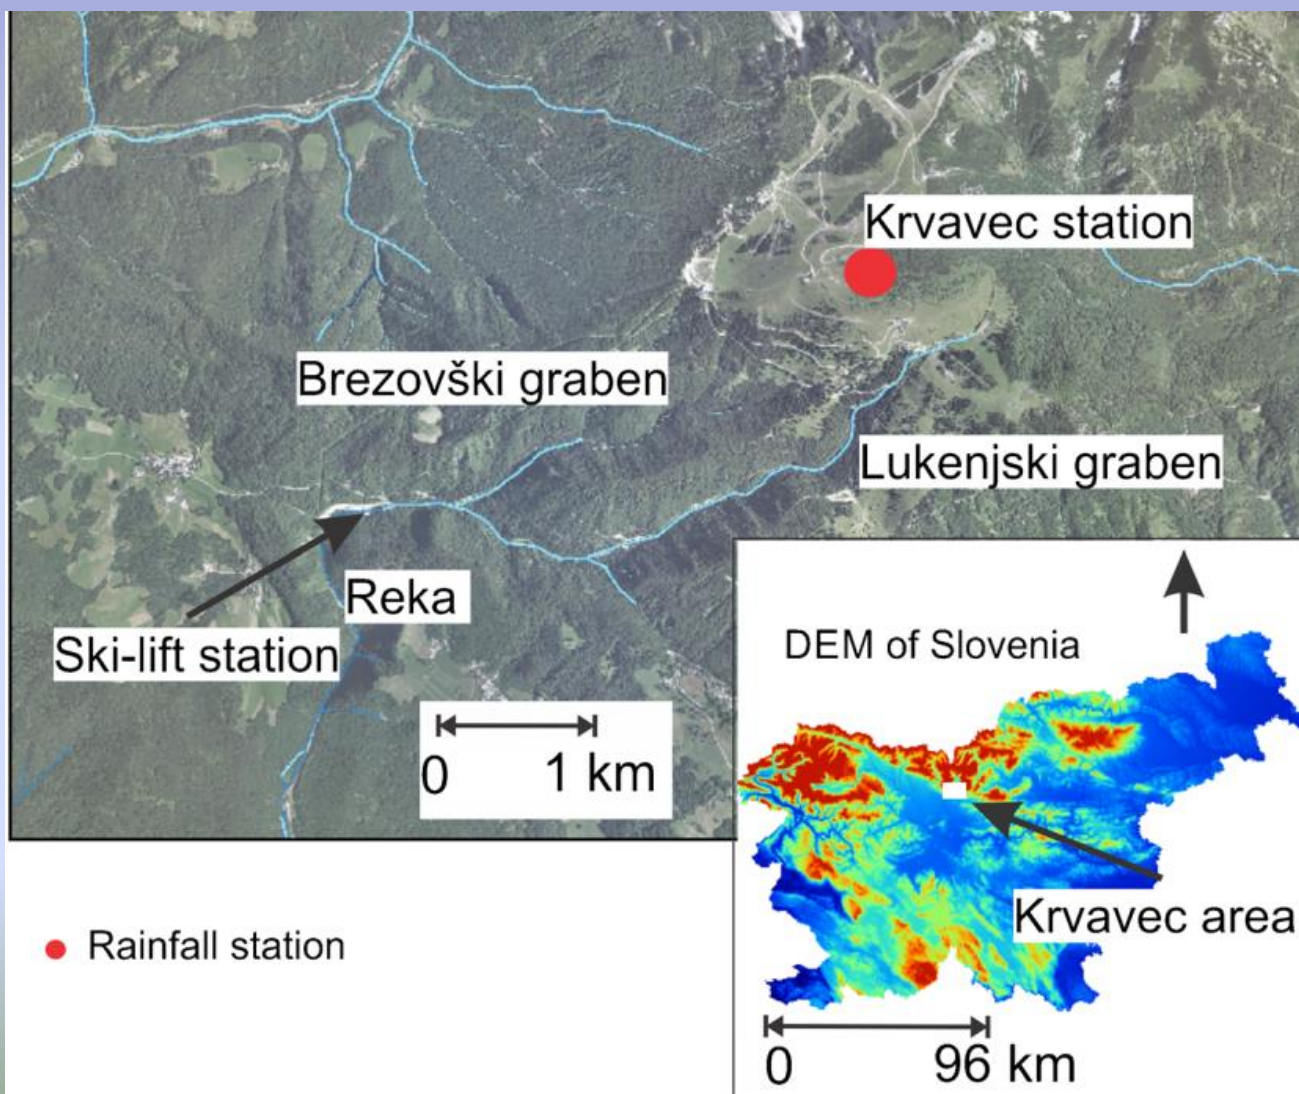 Krvavec station
Brezovški graben
Lukenjski graben
Reka
Ski-lift station
0 1 km
DEM of Slovenia
Krvavec area
Rainfall station
0 96 km